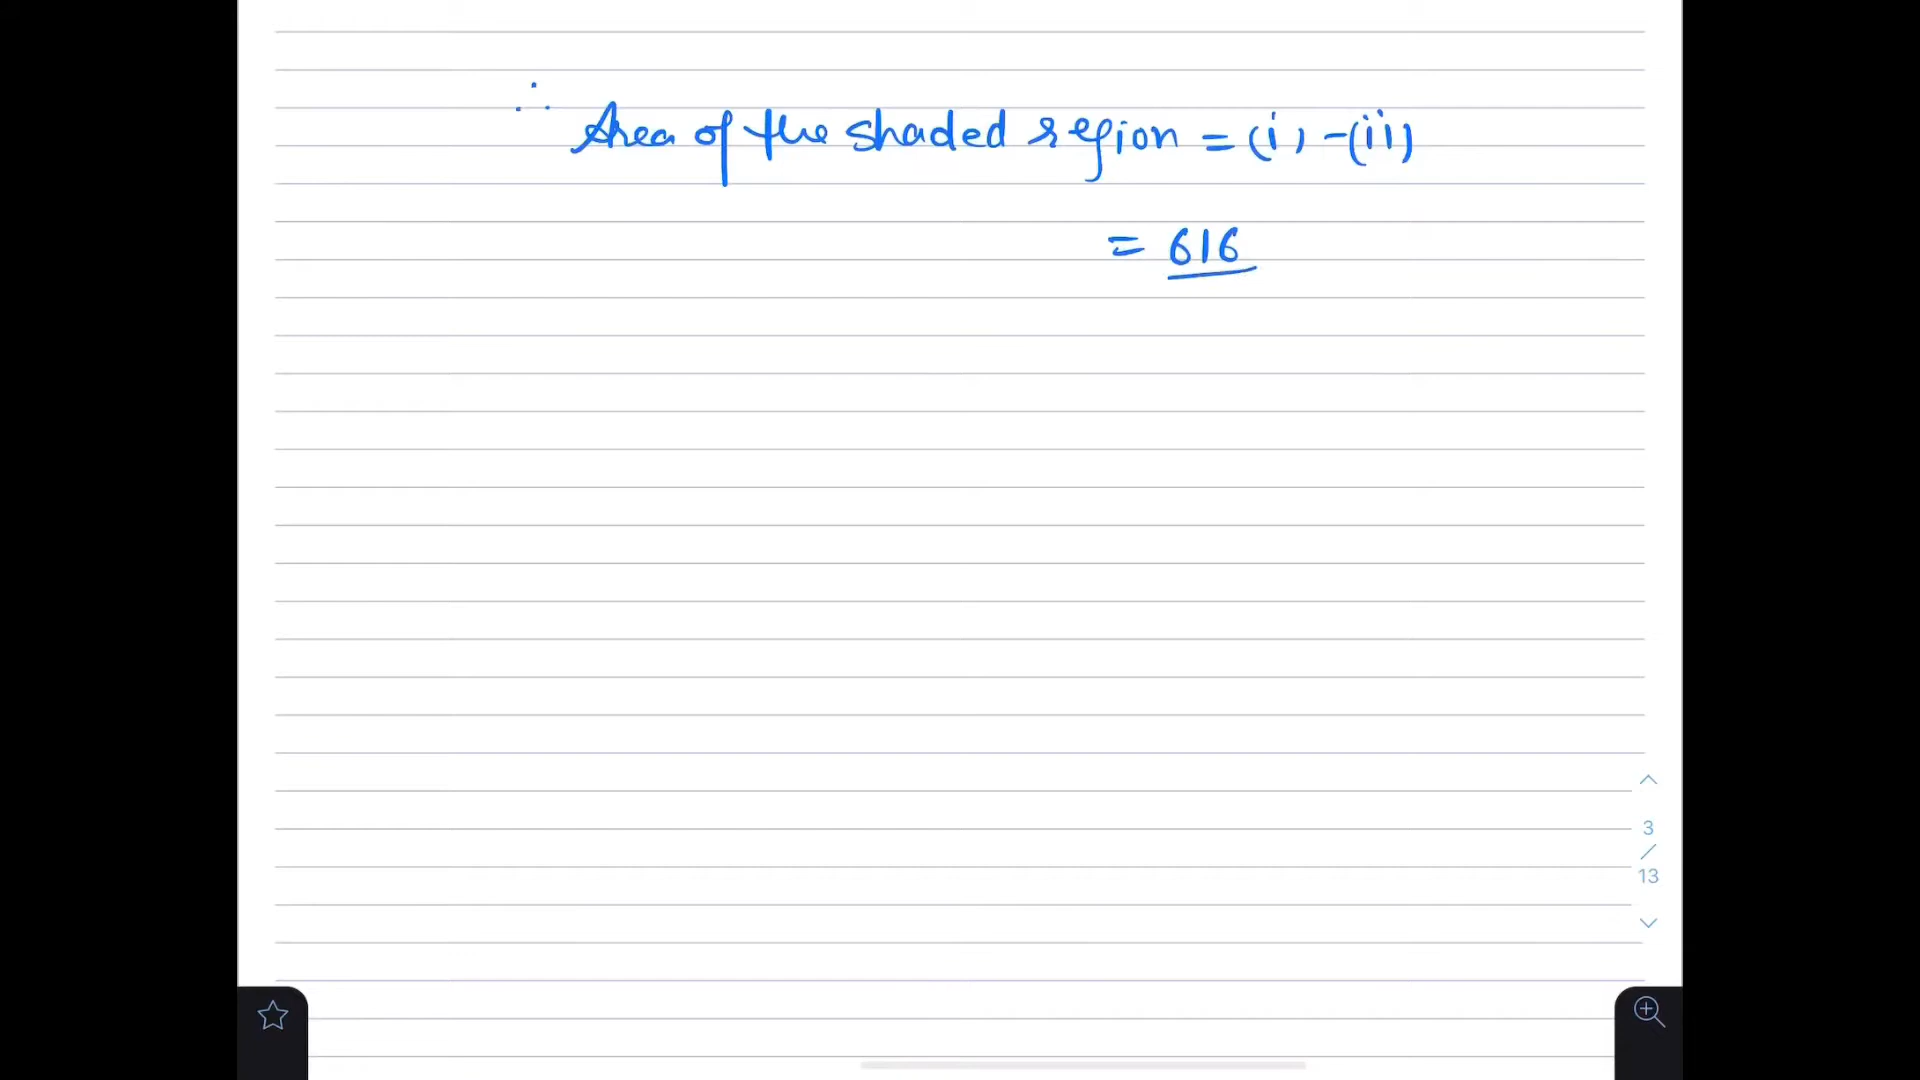 ∴ Area of the shaded region = (i) - (ii)
= 616
3
/
13